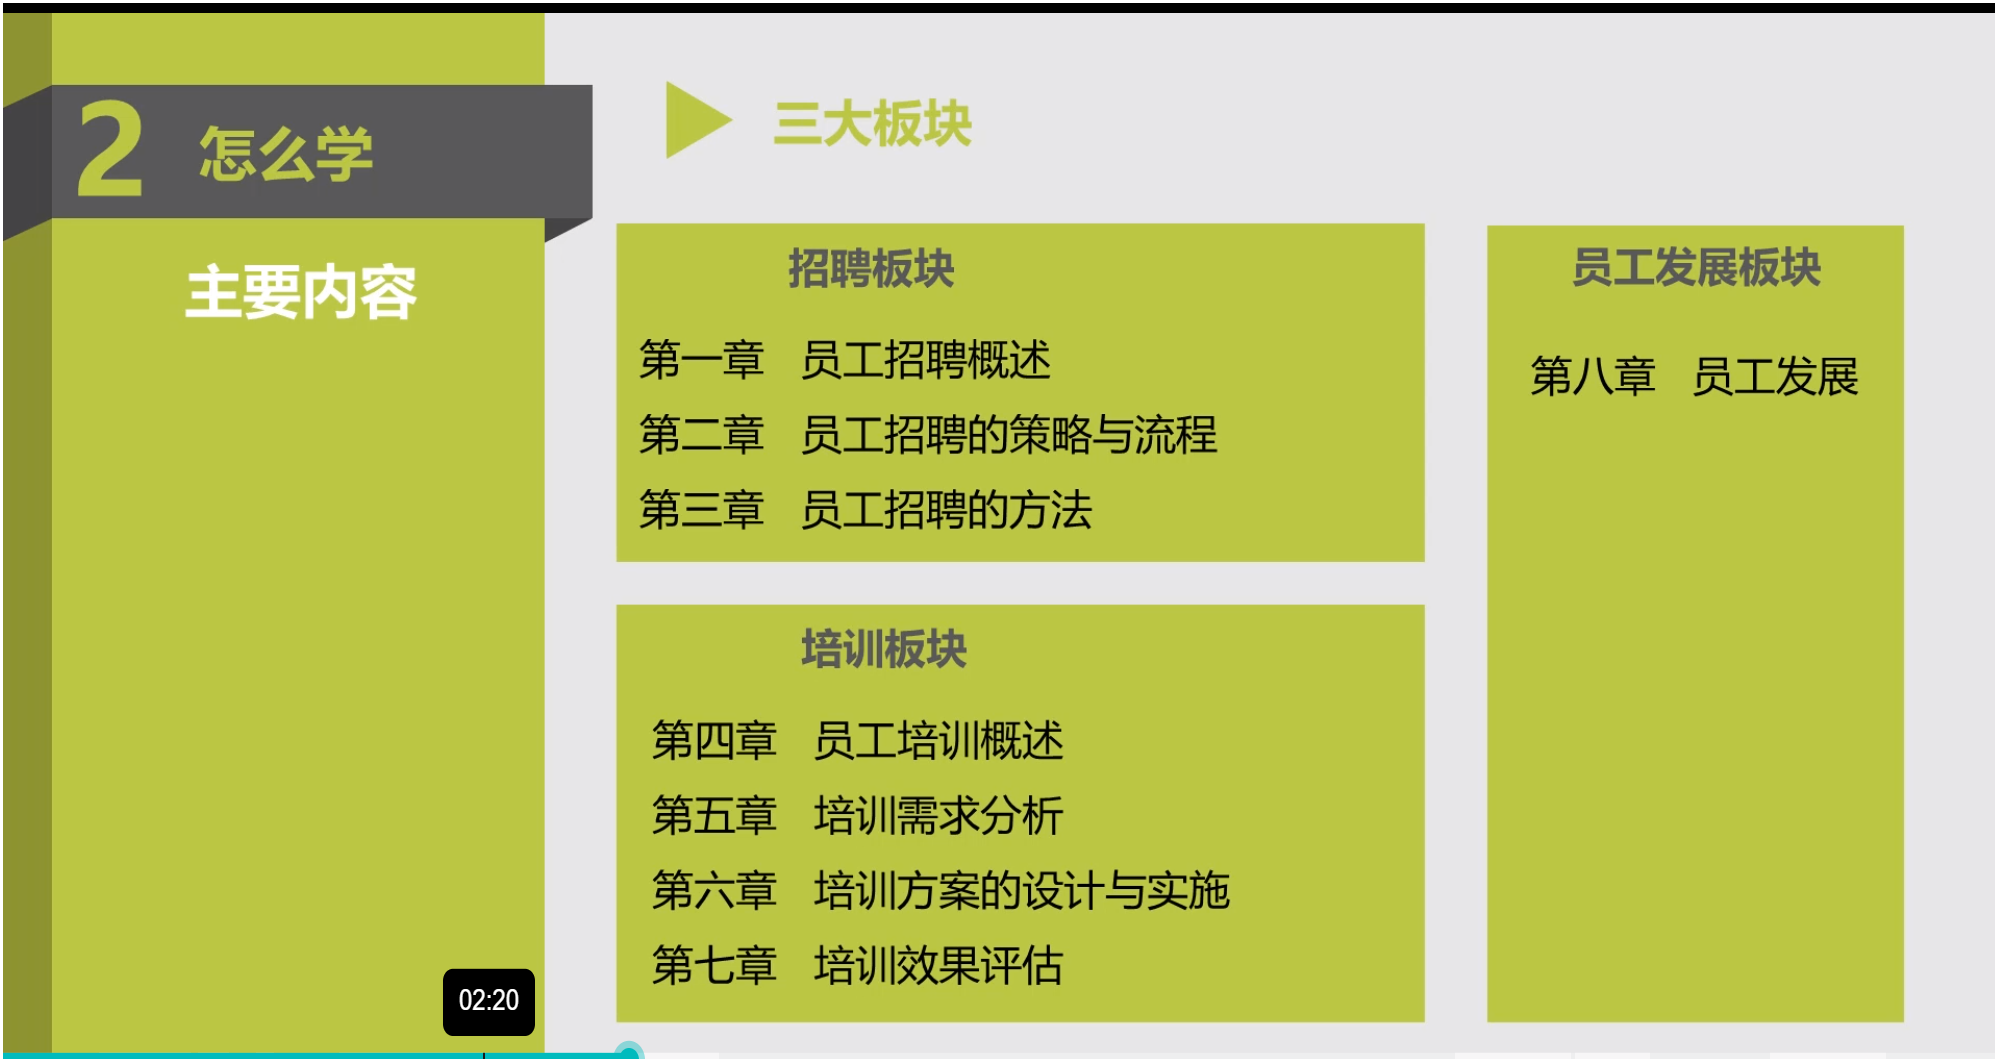 2 怎么学
主要内容
三大板块
招聘板块
第一章 员工招聘概述
第二章 员工招聘的策略与流程
第三章 员工招聘的方法
培训板块
第四章 员工培训概述
第五章 培训需求分析
第六章 培训方案的设计与实施
第七章 培训效果评估
员工发展板块
第八章 员工发展
02:20